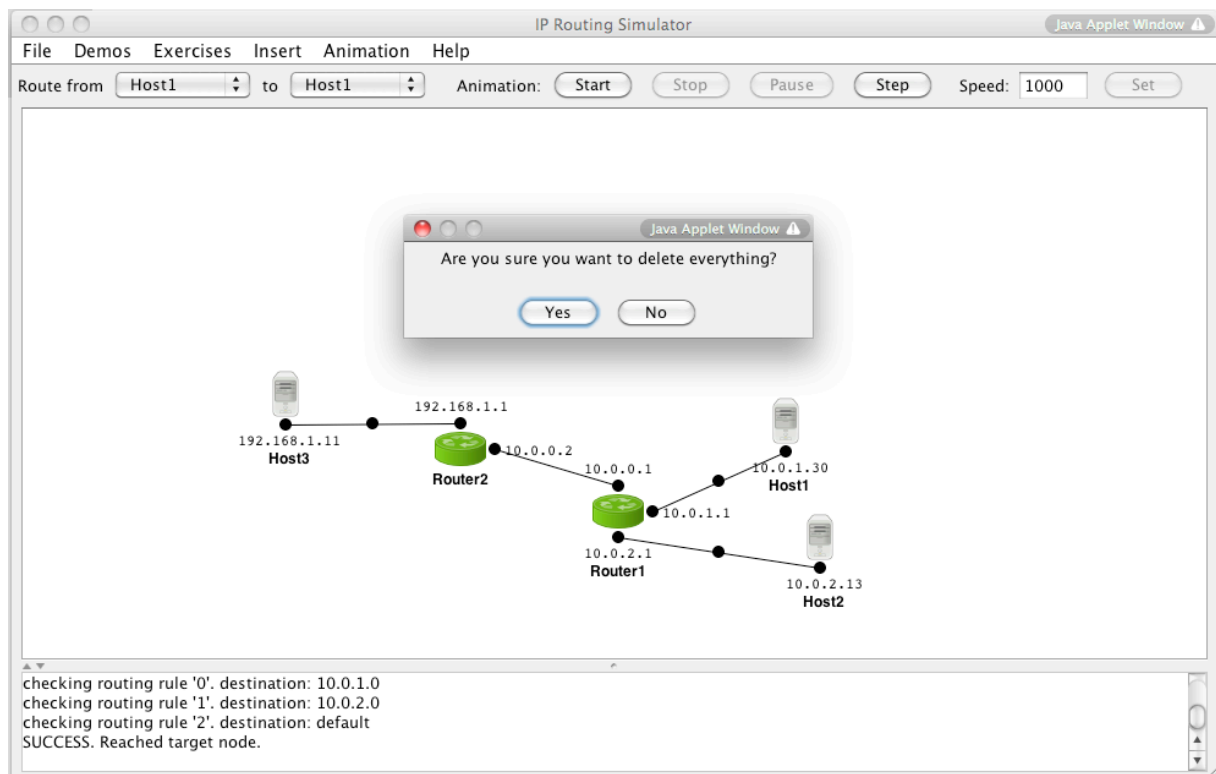 IP Routing Simulator Java Applet Window
File Demos Exercises Insert Animation Help
Route from Host1 to Host1 Animation: Start Stop Pause Step Speed: 1000 Set
Java Applet Window
Are you sure you want to delete everything?
Yes No
192.168.1.1
192.168.1.11
Host3
10.0.0.2
Router2
10.0.0.1
10.0.1.30
Host1
10.0.1.1
10.0.2.1
Router1
10.0.2.13
Host2
checking routing rule '0'. destination: 10.0.1.0
checking routing rule '1'. destination: 10.0.2.0
checking routing rule '2'. destination: default
SUCCESS. Reached target node.